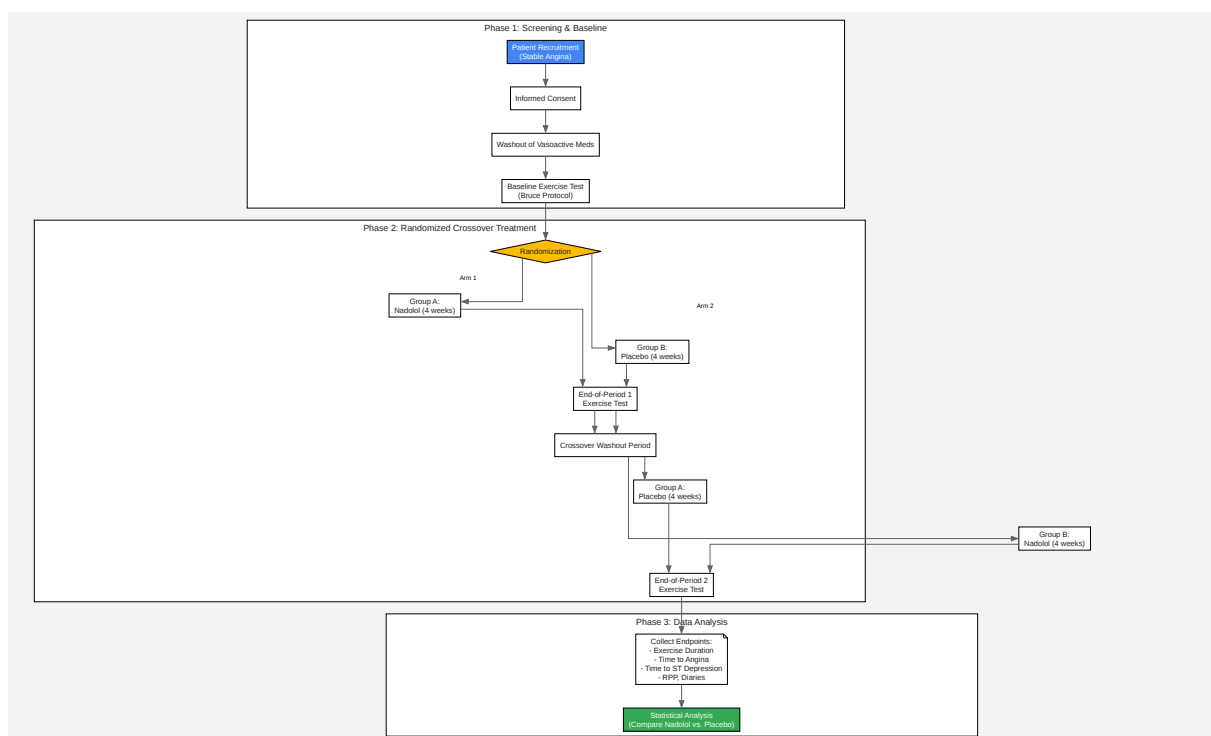 Phase 1: Screening & Baseline
Patient Recruitment
(Stable Angina)
Informed Consent
Washout of Vasoactive Meds
Baseline Exercise Test
(Bruce Protocol)
Phase 2: Randomized Crossover Treatment
Randomization
Arm 1
Group A:
Nadolol (4 weeks)
Arm 2
Group B:
Placebo (4 weeks)
End-of-Period 1
Exercise Test
Crossover Washout Period
Group A:
Placebo (4 weeks)
Group B:
Nadolol (4 weeks)
End-of-Period 2
Exercise Test
Phase 3: Data Analysis
Collect Endpoints:
- Exercise Duration
- Time to Angina
- Time to ST Depression
- RPP, Diaries
Statistical Analysis
(Compare Nadolol vs. Placebo)